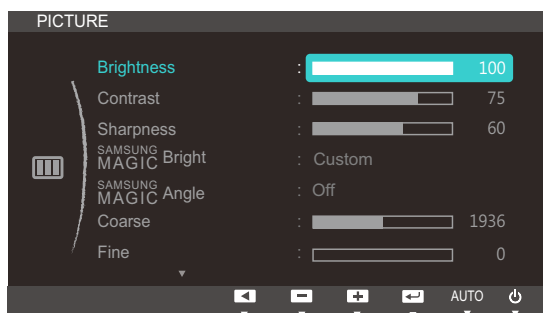 PICTURE
Brightness : 100
Contrast : 75
Sharpness : 60
SAMSUNG MAGIC Bright : Custom
SAMSUNG MAGIC Angle : Off
Coarse : 1936
Fine : 0
AUTO